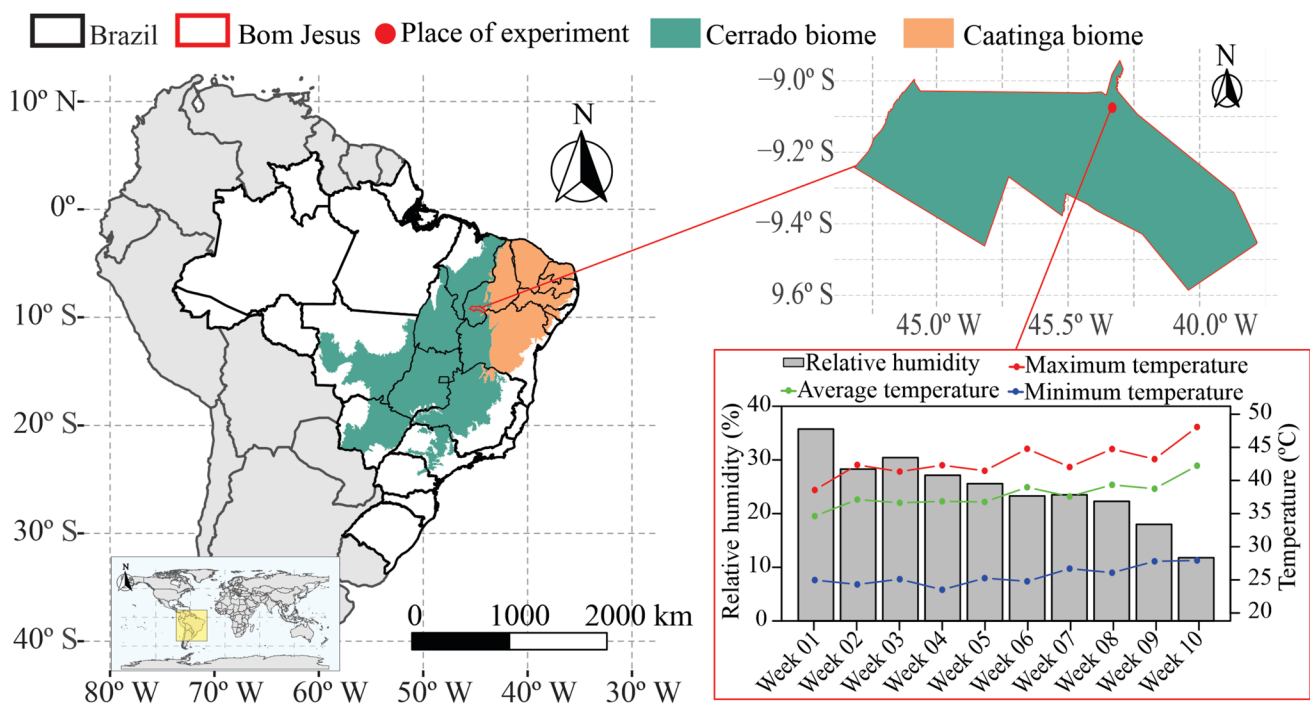 Brazil Bom Jesus Place of experiment Cerrado biome Caatinga biome
N
10º N
0º
10º S
20º S
30º S
40º S
80º W 70º W 60º W 50º W 40º W 30º W
0 1000 2000 km
N
N
−9.0º S
−9.2º S
−9.4º S
9.6º S
45.0º W 45.5º W 40.0º W
Relative humidity Maximum temperature
Average temperature Minimum temperature
Relative humidity (%)
40
30
20
10
0
Temperature (ºC)
50
45
40
35
30
25
20
Week 01 Week 02 Week 03 Week 04 Week 05 Week 06 Week 07 Week 08 Week 09 Week 10